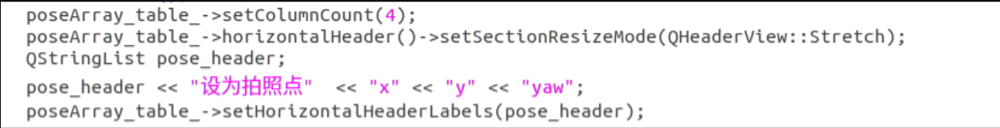 poseArray_table_->setColumnCount(4);
poseArray_table_->horizontalHeader()->setSectionResizeMode(QHeaderView::Stretch);
QStringList pose_header;
pose_header << "设为拍照点"  << "x" << "y" << "yaw";
poseArray_table_->setHorizontalHeaderLabels(pose_header);